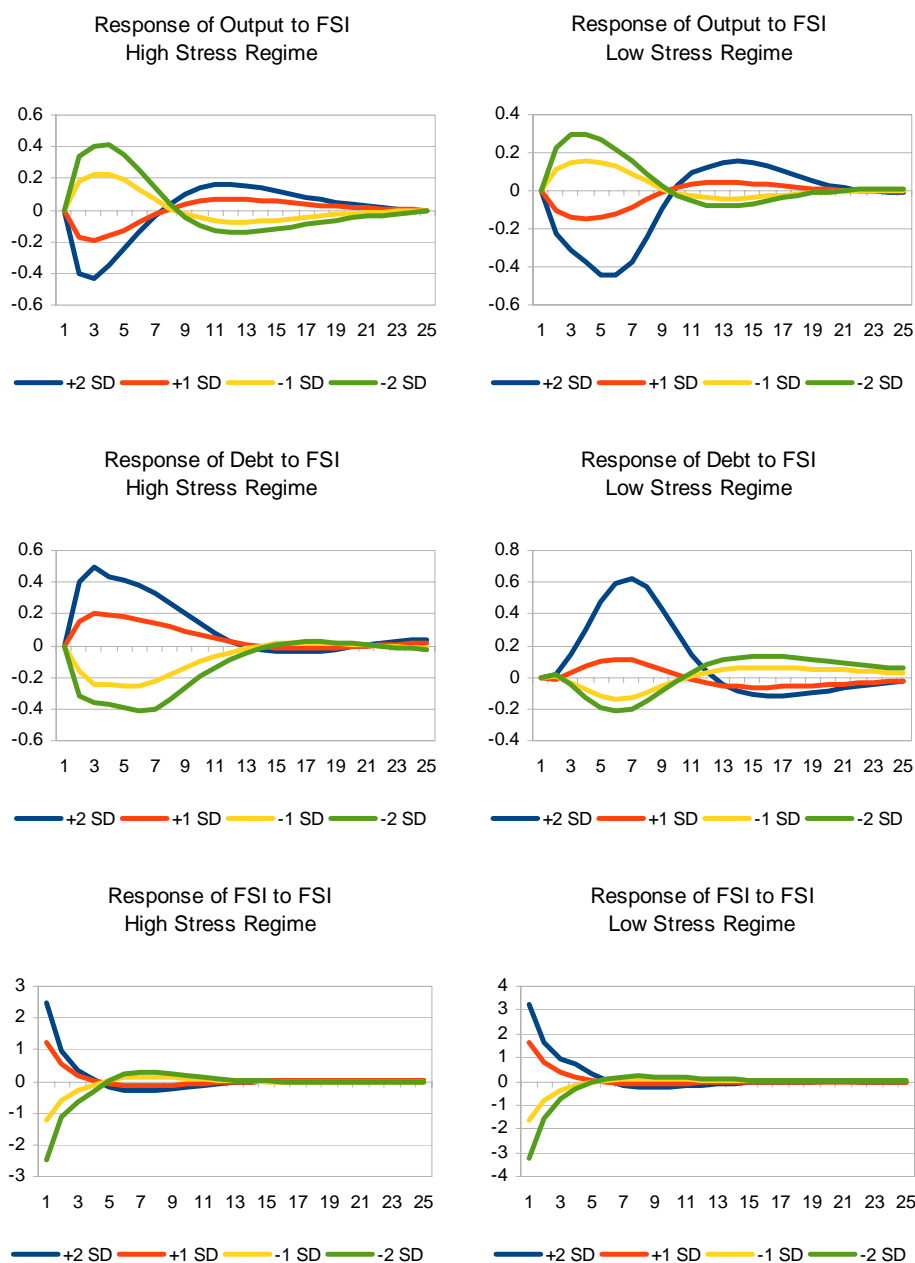 Response of Output to FSI
High Stress Regime
0.6
0.4
0.2
0
-0.2
-0.4
-0.6
1 3 5 7 9 11 13 15 17 19 21 23 25
+2 SD +1 SD -1 SD -2 SD
Response of Output to FSI
Low Stress Regime
0.4
0.2
0
-0.2
-0.4
-0.6
1 3 5 7 9 11 13 15 17 19 21 23 25
+2 SD +1 SD -1 SD -2 SD
Response of Debt to FSI
High Stress Regime
0.6
0.4
0.2
0
-0.2
-0.4
-0.6
1 3 5 7 9 11 13 15 17 19 21 23 25
+2 SD +1 SD -1 SD -2 SD
Response of Debt to FSI
Low Stress Regime
0.8
0.6
0.4
0.2
0
-0.2
-0.4
1 3 5 7 9 11 13 15 17 19 21 23 25
+2 SD +1 SD -1 SD -2 SD
Response of FSI to FSI
High Stress Regime
3
2
1
0
-1
-2
-3
1 3 5 7 9 11 13 15 17 19 21 23 25
+2 SD +1 SD -1 SD -2 SD
Response of FSI to FSI
Low Stress Regime
4
3
2
1
0
-1
-2
-3
-4
1 3 5 7 9 11 13 15 17 19 21 23 25
+2 SD +1 SD -1 SD -2 SD